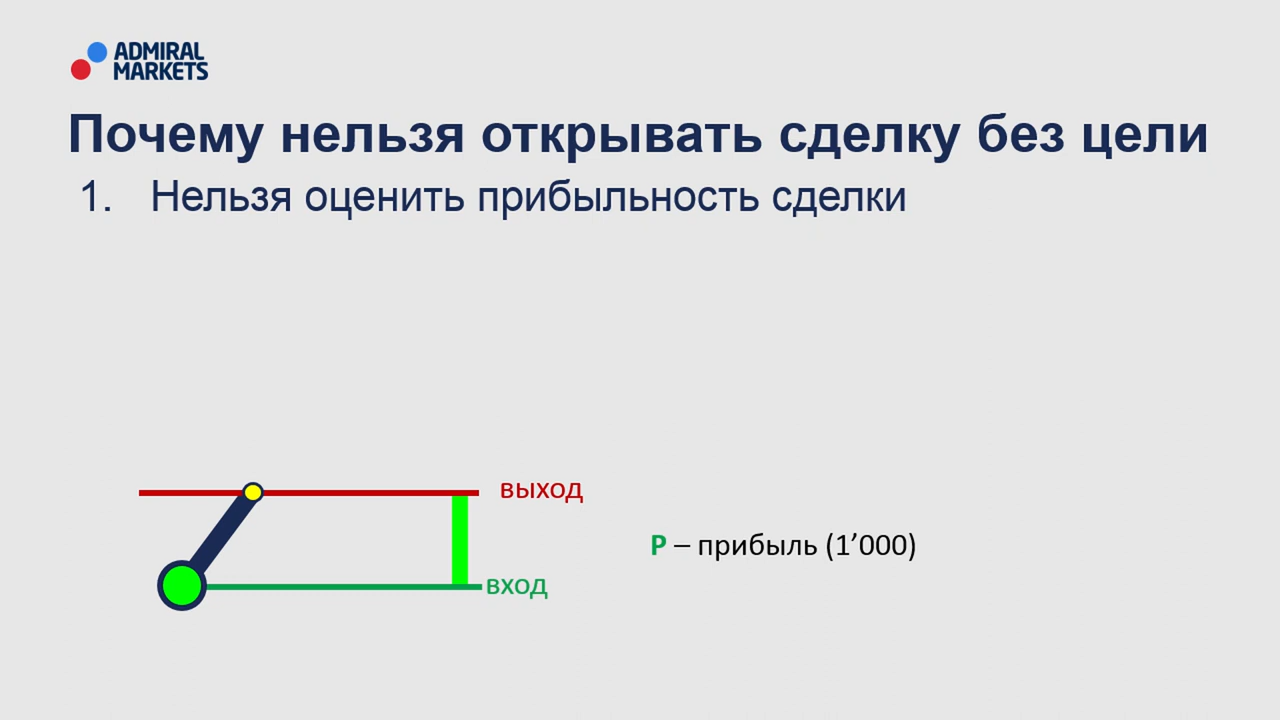 ADMIRAL
MARKETS
Почему нельзя открывать сделку без цели
1. Нельзя оценить прибыльность сделки
выход
P – прибыль (1’000)
вход